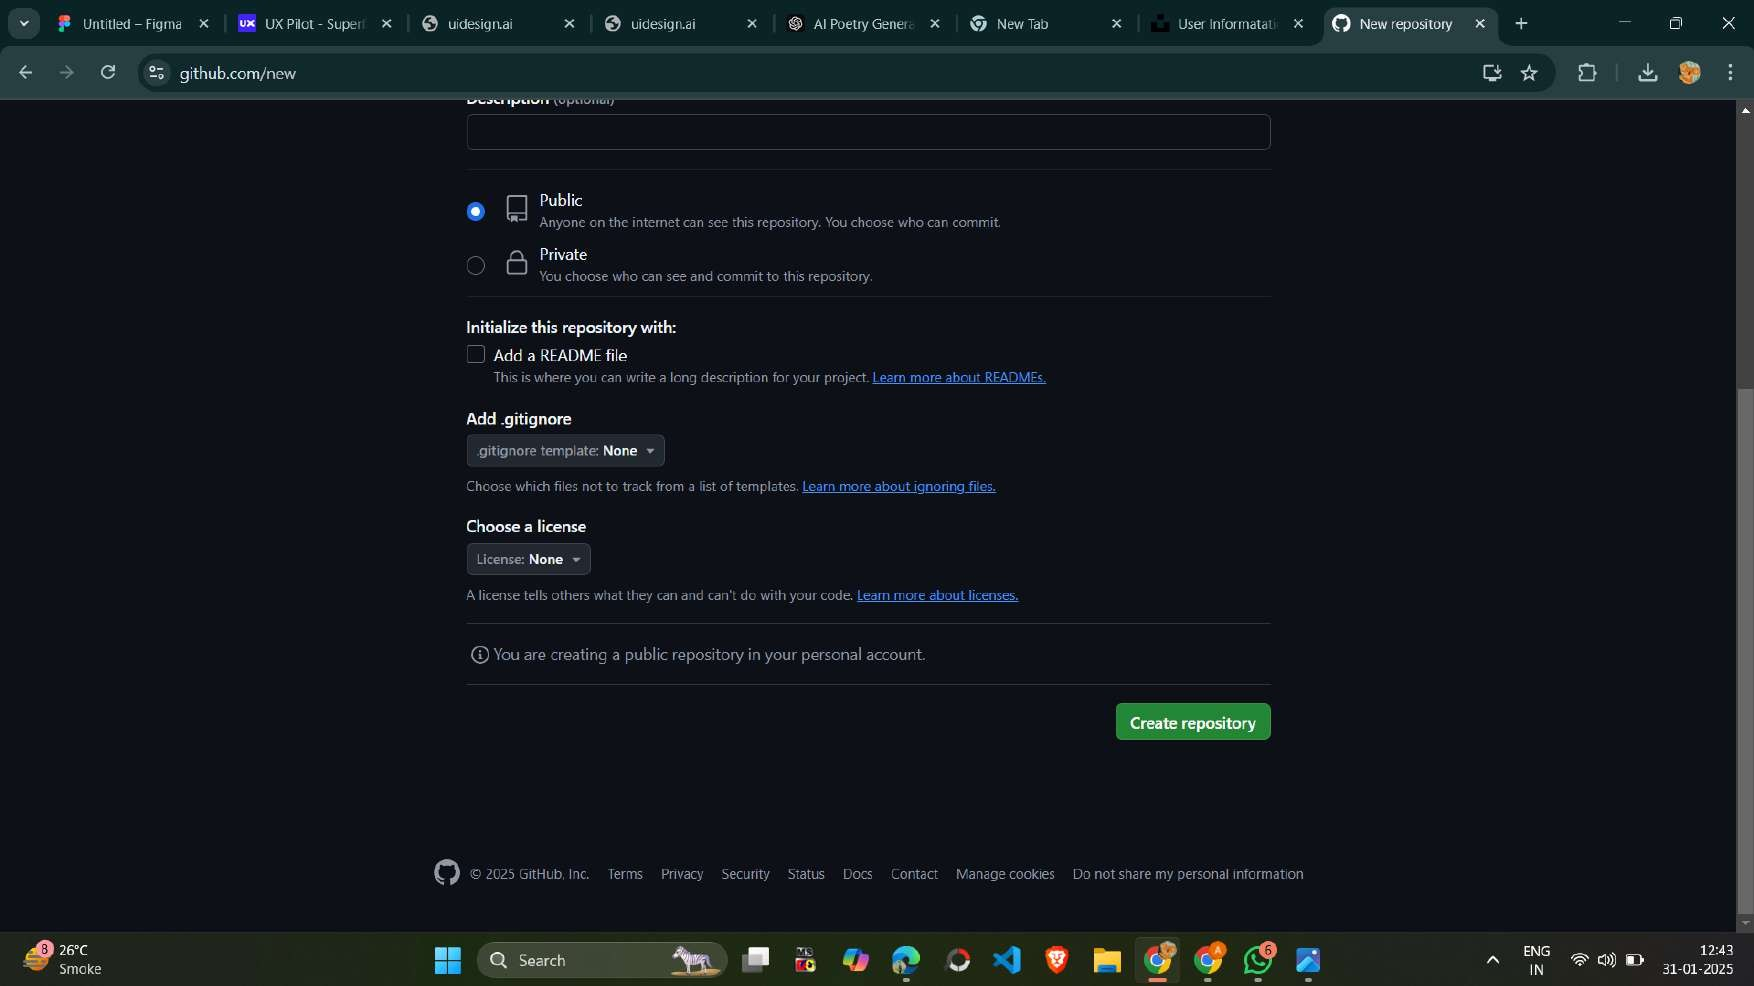 Untitled – Figma
UX Pilot - Superf
uidesign.ai
uidesign.ai
AI Poetry Genera
New Tab
User Informatati
New repository
github.com/new
Description (optional)
Public
Anyone on the internet can see this repository. You choose who can commit.
Private
You choose who can see and commit to this repository.
Initialize this repository with:
Add a README file
This is where you can write a long description for your project. Learn more about READMEs.
Add .gitignore
.gitignore template: None
Choose which files not to track from a list of templates. Learn more about ignoring files.
Choose a license
License: None
A license tells others what they can and can't do with your code. Learn more about licenses.
You are creating a public repository in your personal account.
Create repository
© 2025 GitHub, Inc.
Terms
Privacy
Security
Status
Docs
Contact
Manage cookies
Do not share my personal information
8
26°C
Smoke
Search
6
ENG
IN
12:43
31-01-2025